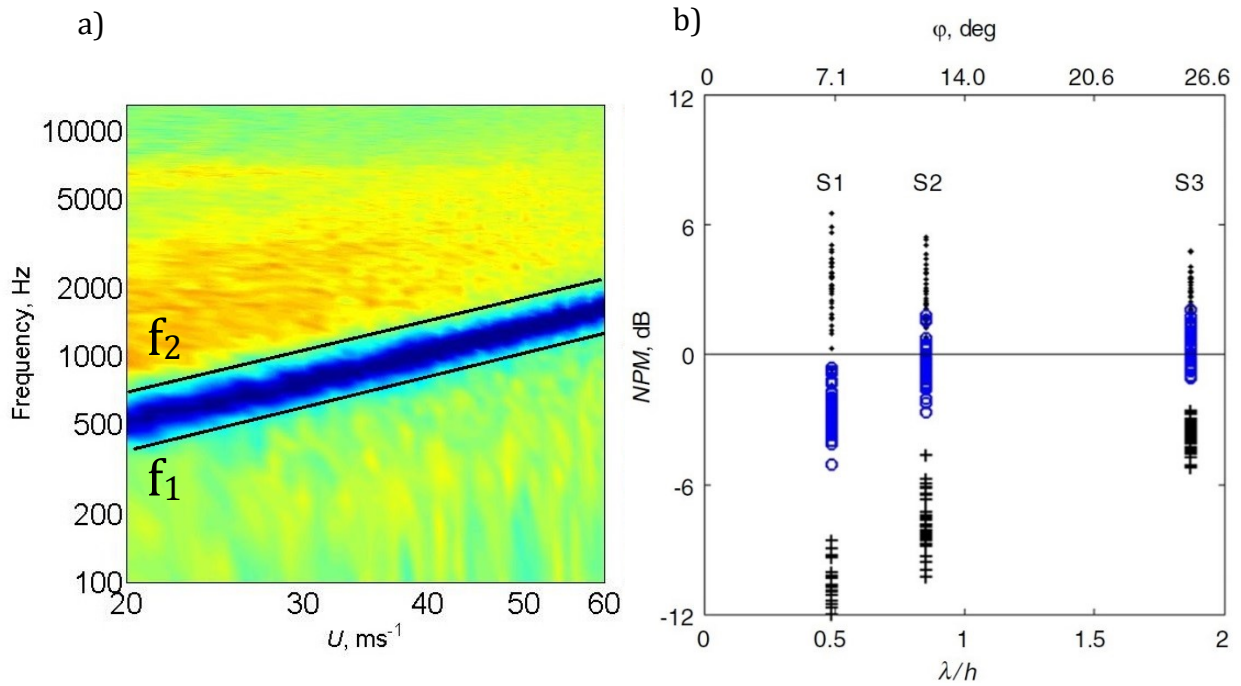 a)
10000
5000
2000
1000
500
200
100
Frequency, Hz
f₂
f₁
20 30 40 50 60
U, ms⁻¹
b)
φ, deg
0 7.1 14.0 20.6 26.6
12
6
0
-6
-12
NPM, dB
S1 S2 S3
0 0.5 1 1.5 2
λ/h